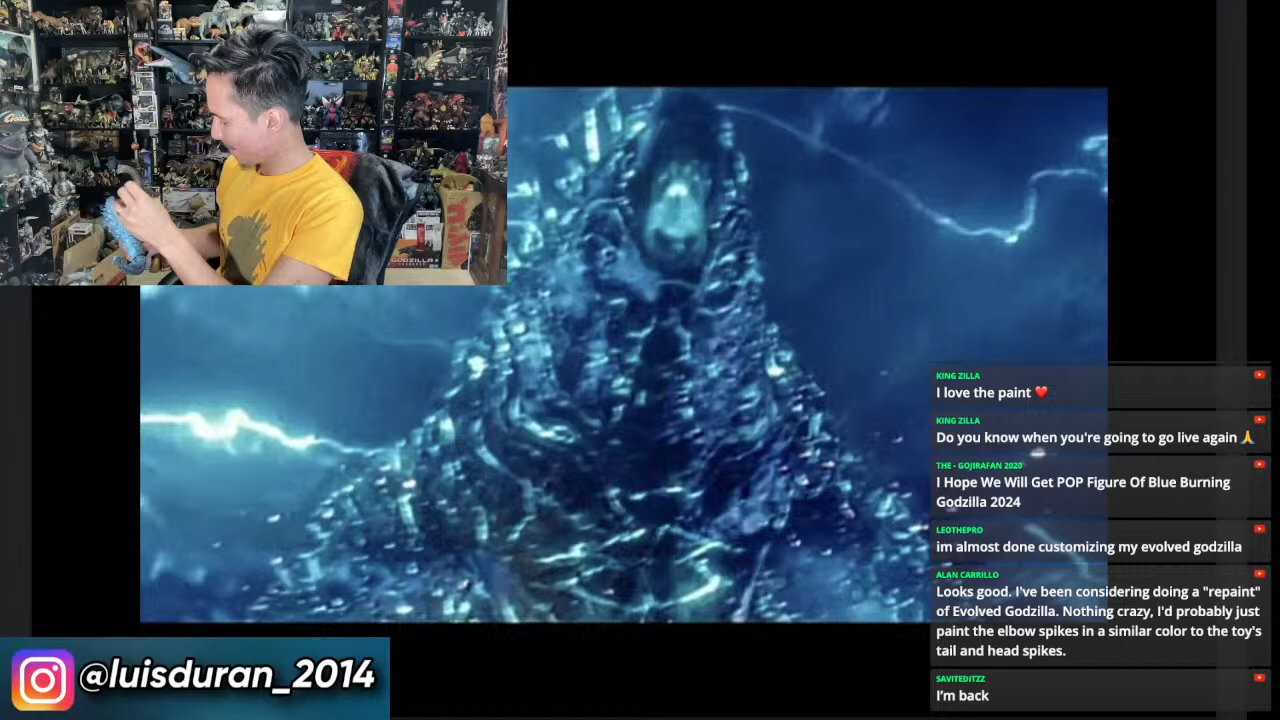 GODZILLA
KING ZILLA
I love the paint ❤️
KING ZILLA
Do you know when you're going to go live again 🙏
THE - GOJIRAFAN 2020
I Hope We Will Get POP Figure Of Blue Burning
Godzilla 2024
LEOTHEPRO
im almost done customizing my evolved godzilla
ALAN CARRILLO
Looks good. I've been considering doing a "repaint"
of Evolved Godzilla. Nothing crazy, I'd probably just
paint the elbow spikes in a similar color to the toy's
tail and head spikes.
SAVITEDITZZ
I'm back
@luisduran_2014